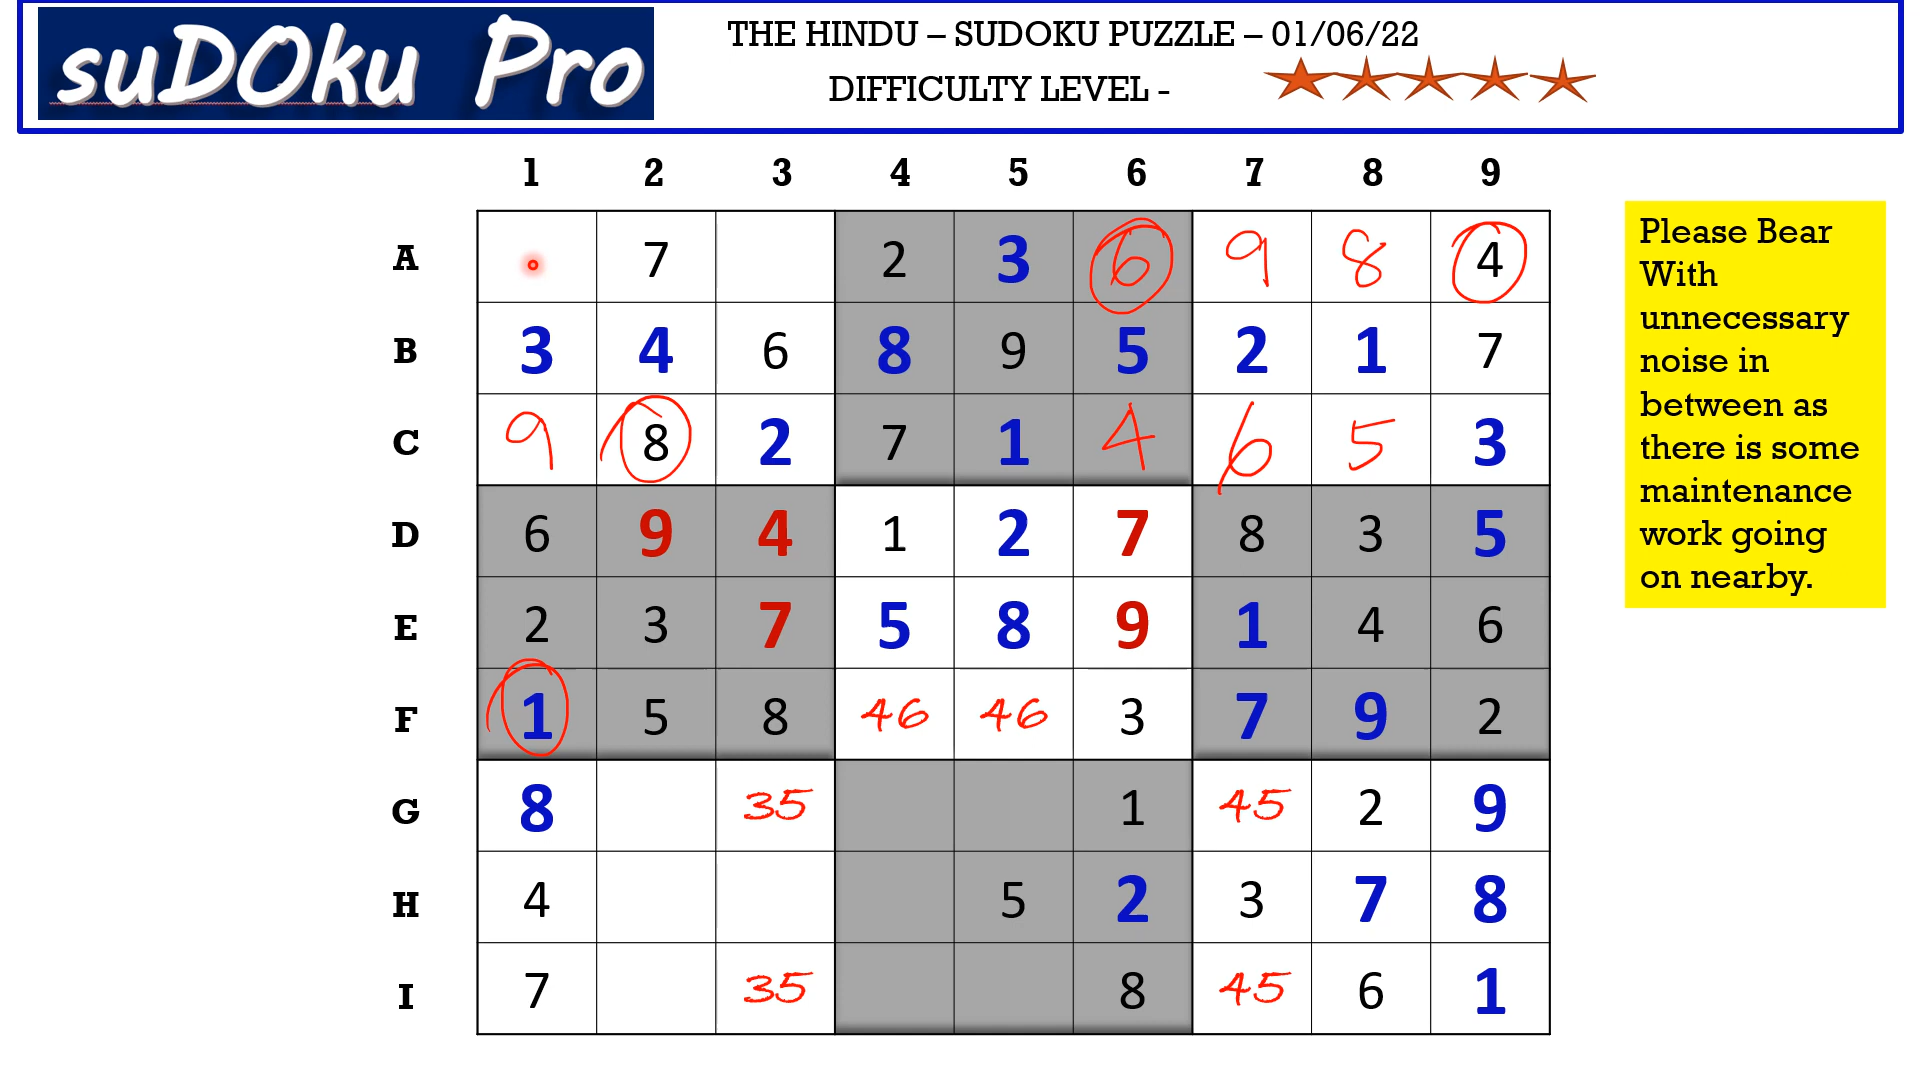 suDOku Pro
THE HINDU – SUDOKU PUZZLE – 01/06/22
DIFFICULTY LEVEL -
1 2 3 4 5 6 7 8 9
A 7 2 3 6 9 8 4
B 3 4 6 8 9 5 2 1 7
C 9 8 2 7 1 4 6 5 3
D 6 9 4 1 2 7 8 3 5
E 2 3 7 5 8 9 1 4 6
F 1 5 8 46 46 3 7 9 2
G 8 35 1 45 2 9
H 4 5 2 3 7 8
I 7 35 8 45 6 1
Please Bear
With
unnecessary
noise in
between as
there is some
maintenance
work going
on nearby.